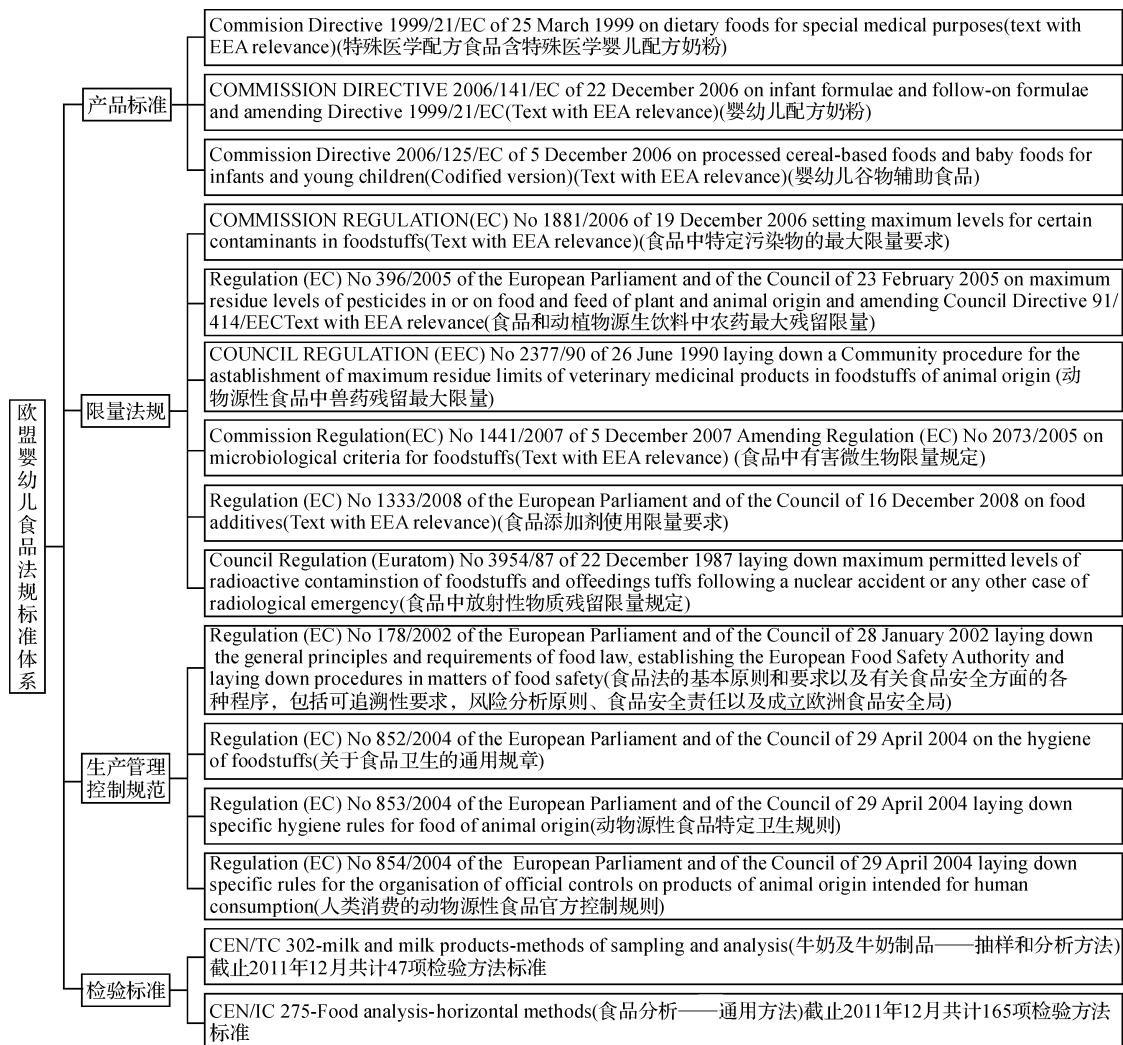 欧盟婴幼儿食品法规标准体系
产品标准
Commision Directive 1999/21/EC of 25 March 1999 on dietary foods for special medical purposes(text with
EEA relevance)(特殊医学配方食品含特殊医学婴儿配方奶粉)
COMMISSION DIRECTIVE 2006/141/EC of 22 December 2006 on infant formulae and follow-on formulae
and amending Directive 1999/21/EC(Text with EEA relevance)(婴幼儿配方奶粉)
Commission Directive 2006/125/EC of 5 December 2006 on processed cereal-based foods and baby foods for
infants and young children(Codified version)(Text with EEA relevance)(婴幼儿谷物辅助食品)
限量法规
COMMISSION REGULATION(EC) No 1881/2006 of 19 December 2006 setting maximum levels for certain
contaminants in foodstuffs(Text with EEA relevance)(食品中特定污染物的最大限量要求)
Regulation (EC) No 396/2005 of the European Parliament and of the Council of 23 February 2005 on maximum
residue levels of pesticides in or on food and feed of plant and animal origin and amending Council Directive 91/
414/EECText with EEA relevance(食品和动植物源生饮料中农药最大残留限量)
COUNCIL REGULATION (EEC) No 2377/90 of 26 June 1990 laying down a Community procedure for the
astablishment of maximum residue limits of veterinary medicinal products in foodstuffs of animal origin (动
物源性食品中兽药残留最大限量)
Commission Regulation(EC) No 1441/2007 of 5 December 2007 Amending Regulation (EC) No 2073/2005 on
microbiological criteria for foodstuffs(Text with EEA relevance) (食品中有害微生物限量规定)
Regulation (EC) No 1333/2008 of the European Parliament and of the Council of 16 December 2008 on food
additives(Text with EEA relevance)(食品添加剂使用限量要求)
Council Regulation (Euratom) No 3954/87 of 22 December 1987 laying down maximum permitted levels of
radioactive contaminstion of foodstuffs and offeedings tuffs following a nuclear accident or any other case of
radiological emergency(食品中放射性物质残留限量规定)
生产管理
控制规范
Regulation (EC) No 178/2002 of the European Parliament and of the Council of 28 January 2002 laying down
the general principles and requirements of food law, establishing the European Food Safety Authority and
laying down procedures in matters of food safety(食品法的基本原则和要求以及有关食品安全方面的各
种程序，包括可追溯性要求，风险分析原则、食品安全责任以及成立欧洲食品安全局)
Regulation (EC) No 852/2004 of the European Parliament and of the Council of 29 April 2004 on the hygiene
of foodstuffs(关于食品卫生的通用规章)
Regulation (EC) No 853/2004 of the European Parliament and of the Council of 29 April 2004 laying down
specific hygiene rules for food of animal origin(动物源性食品特定卫生规则)
Regulation (EC) No 854/2004 of the European Parliament and of the Council of 29 April 2004 laying down
specific rules for the organisation of official controls on products of animal origin intended for human
consumption(人类消费的动物源性食品官方控制规则)
检验标准
CEN/TC 302-milk and milk products-methods of sampling and analysis(牛奶及牛奶制品——抽样和分析方法)
截止2011年12月共计47项检验方法标准
CEN/IC 275-Food analysis-horizontal methods(食品分析——通用方法)截止2011年12月共计165项检验方法
标准